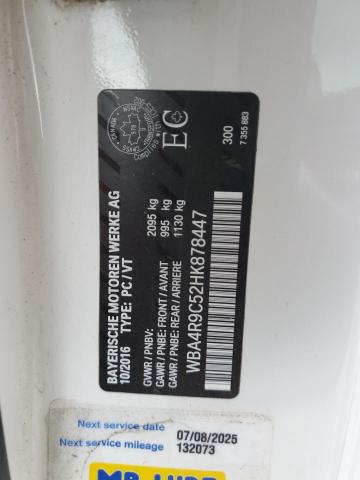 BAYERISCHE MOTOREN WERKE AG
10/2016 TYPE: PC/VT
GVWR/PNBV: 2095 kg
GAWR/PNBE: FRONT/AVANT 995 kg
GAWR/PNBE: REAR/ARRIERE 1130 kg
WBA4R9C52HK878447
EC
300
7 355 883
CANADA
Next service date 07/08/2025
Next service mileage 132073